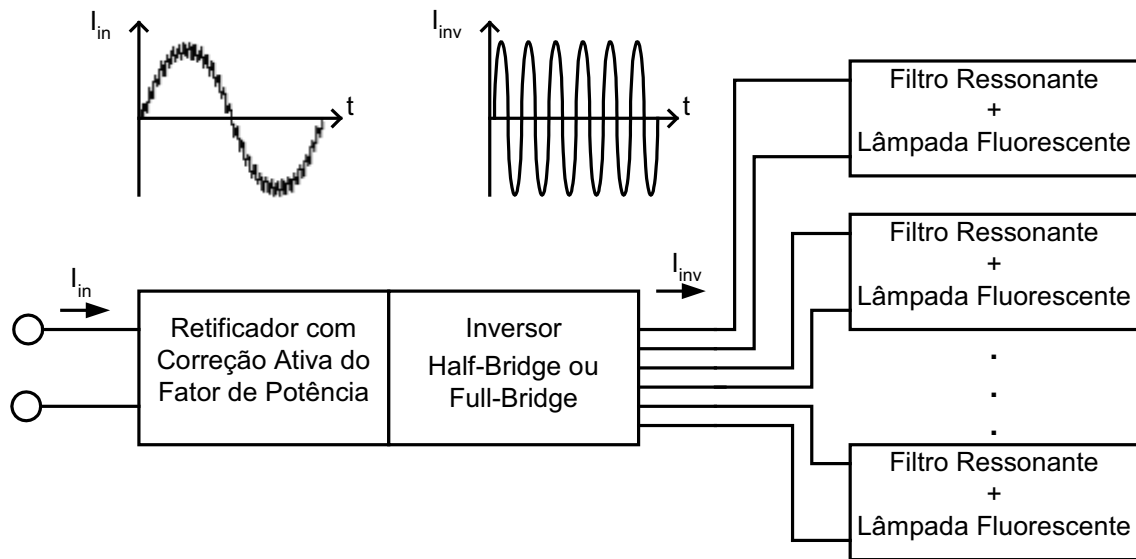 I_in
t
I_inv
t
Filtro Ressonante
+
Lâmpada Fluorescente
Filtro Ressonante
+
Lâmpada Fluorescente
.
.
.
Filtro Ressonante
+
Lâmpada Fluorescente
I_in
Retificador com
Correção Ativa do
Fator de Potência
Inversor
Half-Bridge ou
Full-Bridge
I_inv